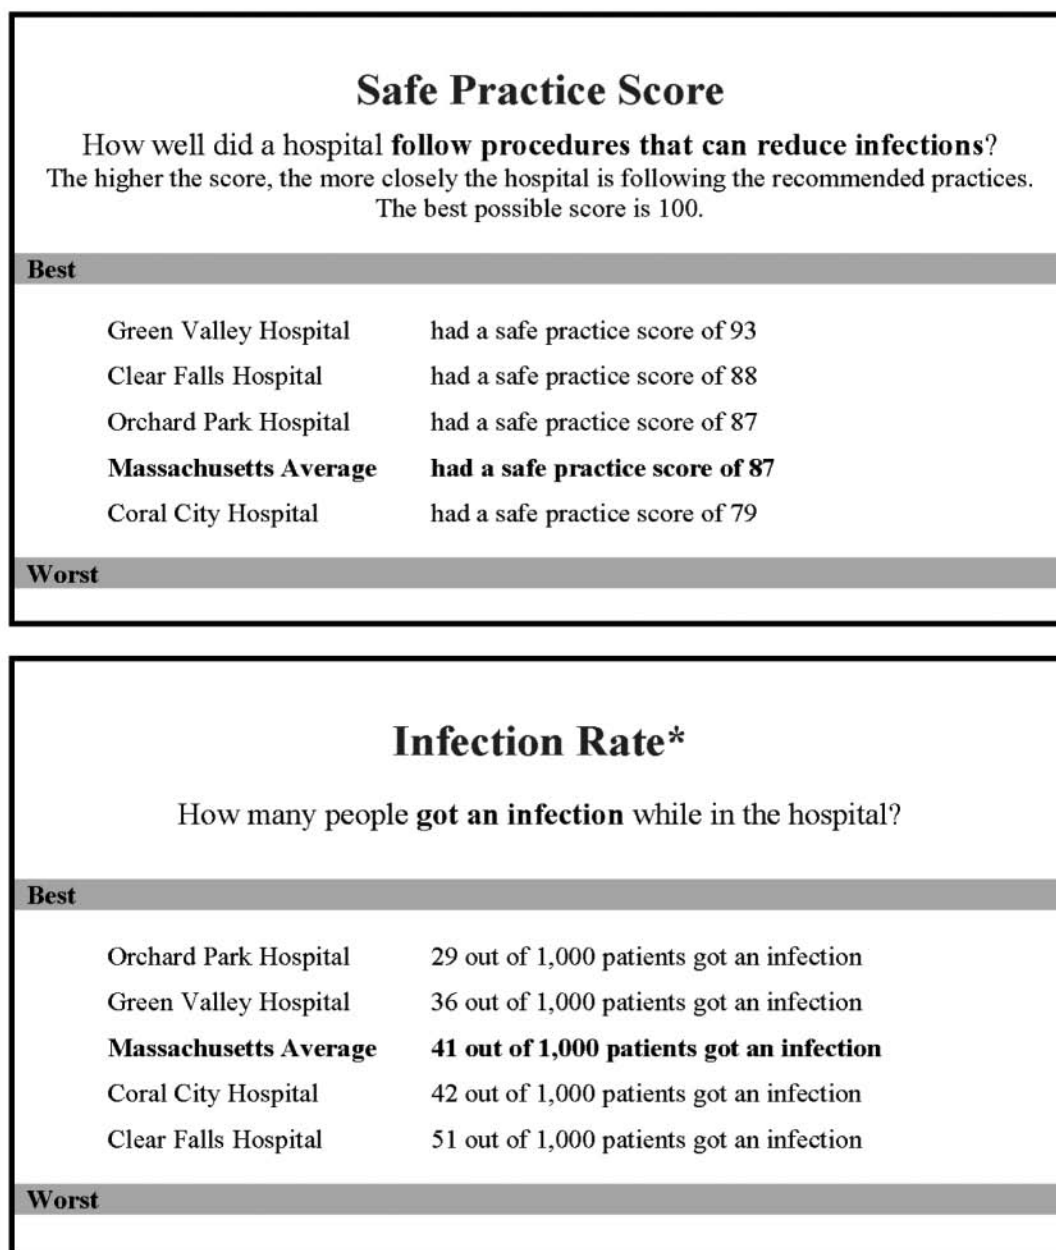 Safe Practice Score
How well did a hospital follow procedures that can reduce infections?
The higher the score, the more closely the hospital is following the recommended practices.
The best possible score is 100.
Best
Green Valley Hospital had a safe practice score of 93
Clear Falls Hospital had a safe practice score of 88
Orchard Park Hospital had a safe practice score of 87
Massachusetts Average had a safe practice score of 87
Coral City Hospital had a safe practice score of 79
Worst
Infection Rate*
How many people got an infection while in the hospital?
Best
Orchard Park Hospital 29 out of 1,000 patients got an infection
Green Valley Hospital 36 out of 1,000 patients got an infection
Massachusetts Average 41 out of 1,000 patients got an infection
Coral City Hospital 42 out of 1,000 patients got an infection
Clear Falls Hospital 51 out of 1,000 patients got an infection
Worst